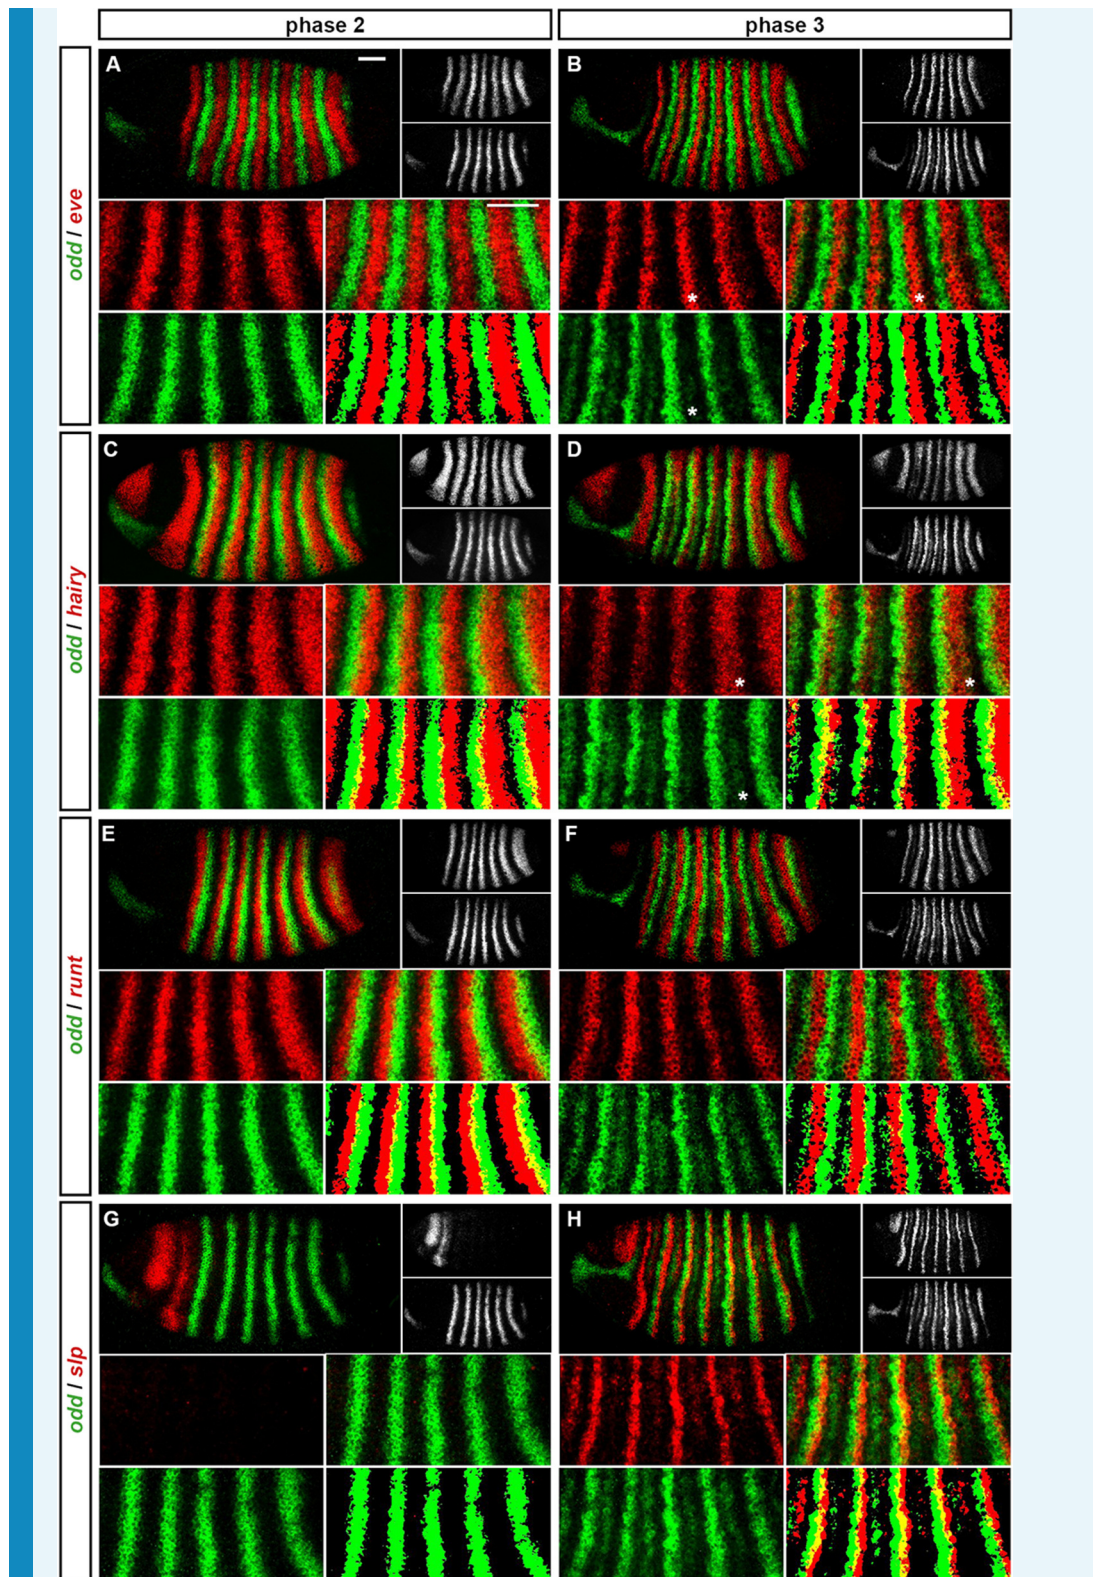 phase 2
phase 3
odd / eve
A
B
*
*
*
odd / hairy
C
D
*
*
*
odd / runt
E
F
odd / slp
G
H